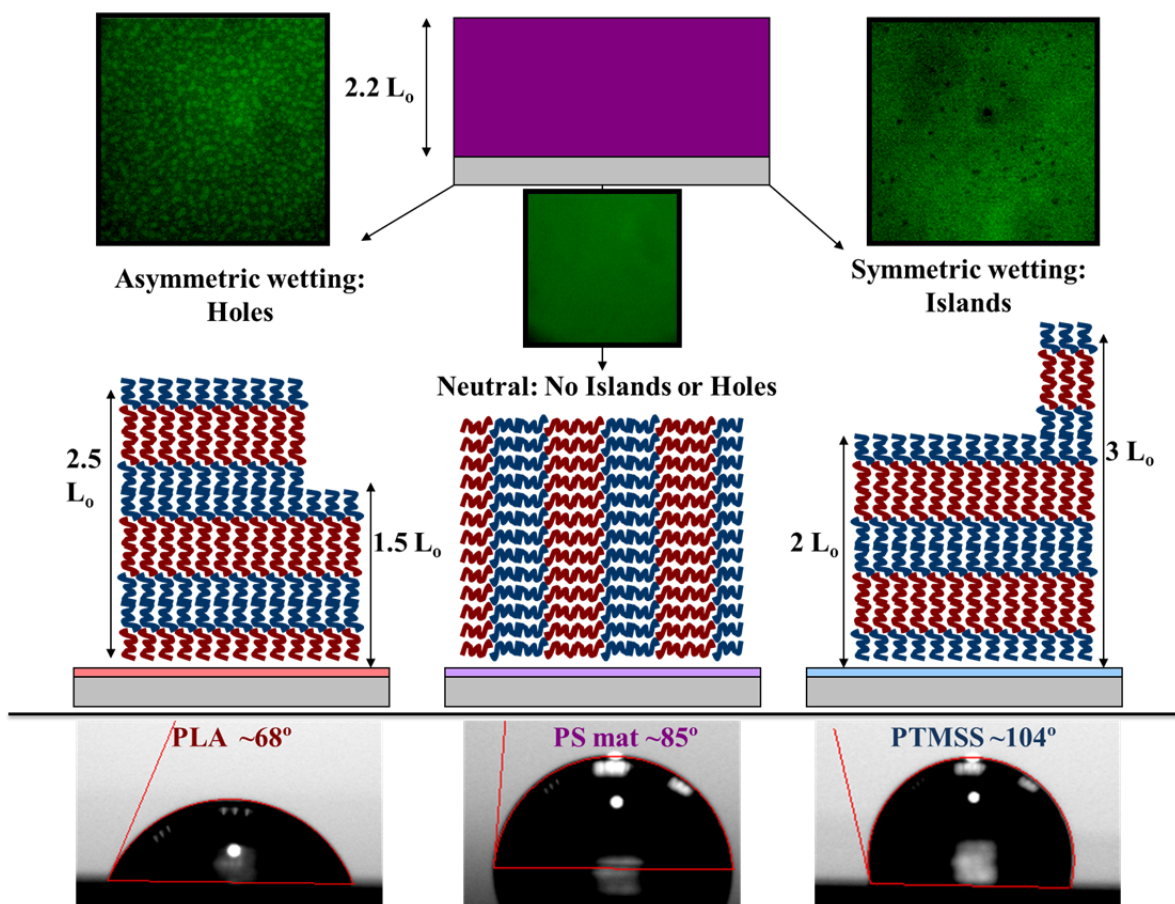 2.2 Lₒ
Asymmetric wetting:
Holes
Symmetric wetting:
Islands
Neutral: No Islands or Holes
2.5
Lₒ
1.5 Lₒ
2 Lₒ
3 Lₒ
PLA ~68º
PS mat ~85º
PTMSS ~104º